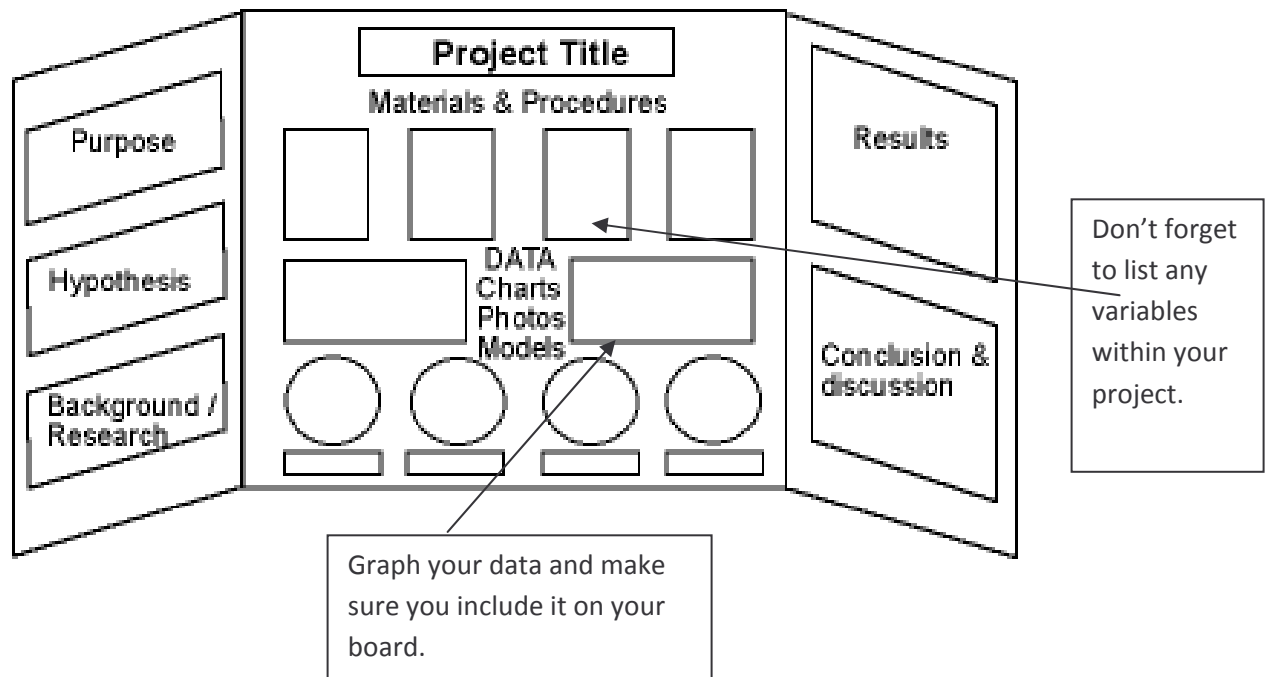 Project Title
Materials & Procedures
Purpose
Hypothesis
Background /
Research
DATA
Charts
Photos
Models
Results
Conclusion &
discussion
Don’t forget
to list any
variables
within your
project.
Graph your data and make
sure you include it on your
board.